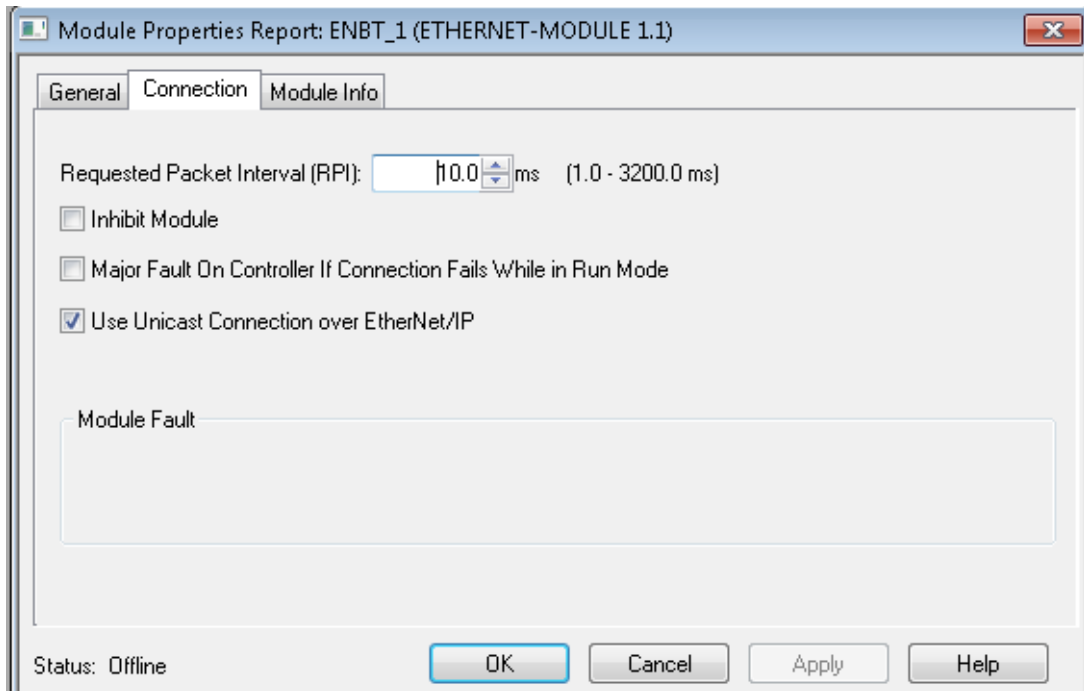 Module Properties Report: ENBT_1 (ETHERNET-MODULE 1.1)
General Connection Module Info
Requested Packet Interval (RPI): 10.0 ms (1.0 - 3200.0 ms)
Inhibit Module
Major Fault On Controller If Connection Fails While in Run Mode
Use Unicast Connection over EtherNet/IP
Module Fault
Status: Offline OK Cancel Apply Help